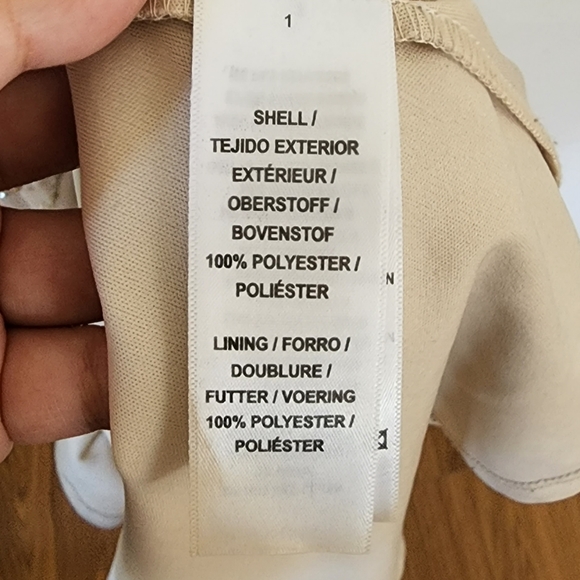 1
SHELL /
TEJIDO EXTERIOR
EXTÉRIEUR /
OBERSTOFF /
BOVENSTOF
100% POLYESTER /
POLIÉSTER
LINING / FORRO /
DOUBLURE /
FUTTER / VOERING
100% POLYESTER /
POLIÉSTER
N